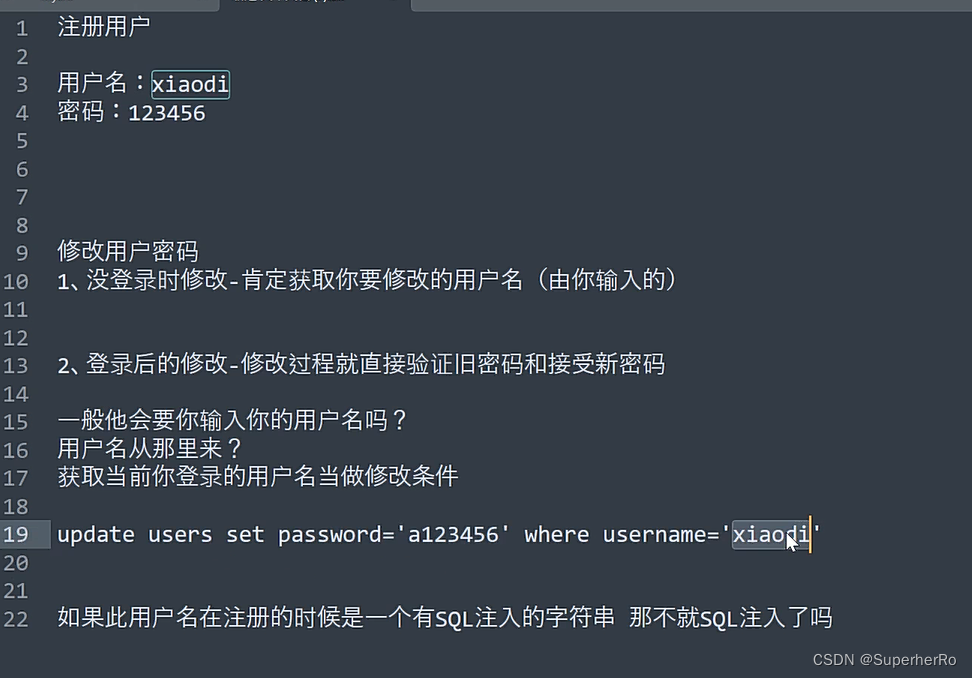 1 注册用户
2
3 用户名：xiaodi
4 密码：123456
5
6
7
8
9 修改用户密码
10 1、没登录时修改-肯定获取你要修改的用户名（由你输入的）
11
12
13 2、登录后的修改-修改过程就直接验证旧密码和接受新密码
14
15 一般他会要你输入你的用户名吗？
16 用户名从那里来？
17 获取当前你登录的用户名当做修改条件
18
19 update users set password='a123456' where username='xiaodi'
20
21
22 如果此用户名在注册的时候是一个有SQL注入的字符串 那不就SQL注入了吗
CSDN @SuperherRo